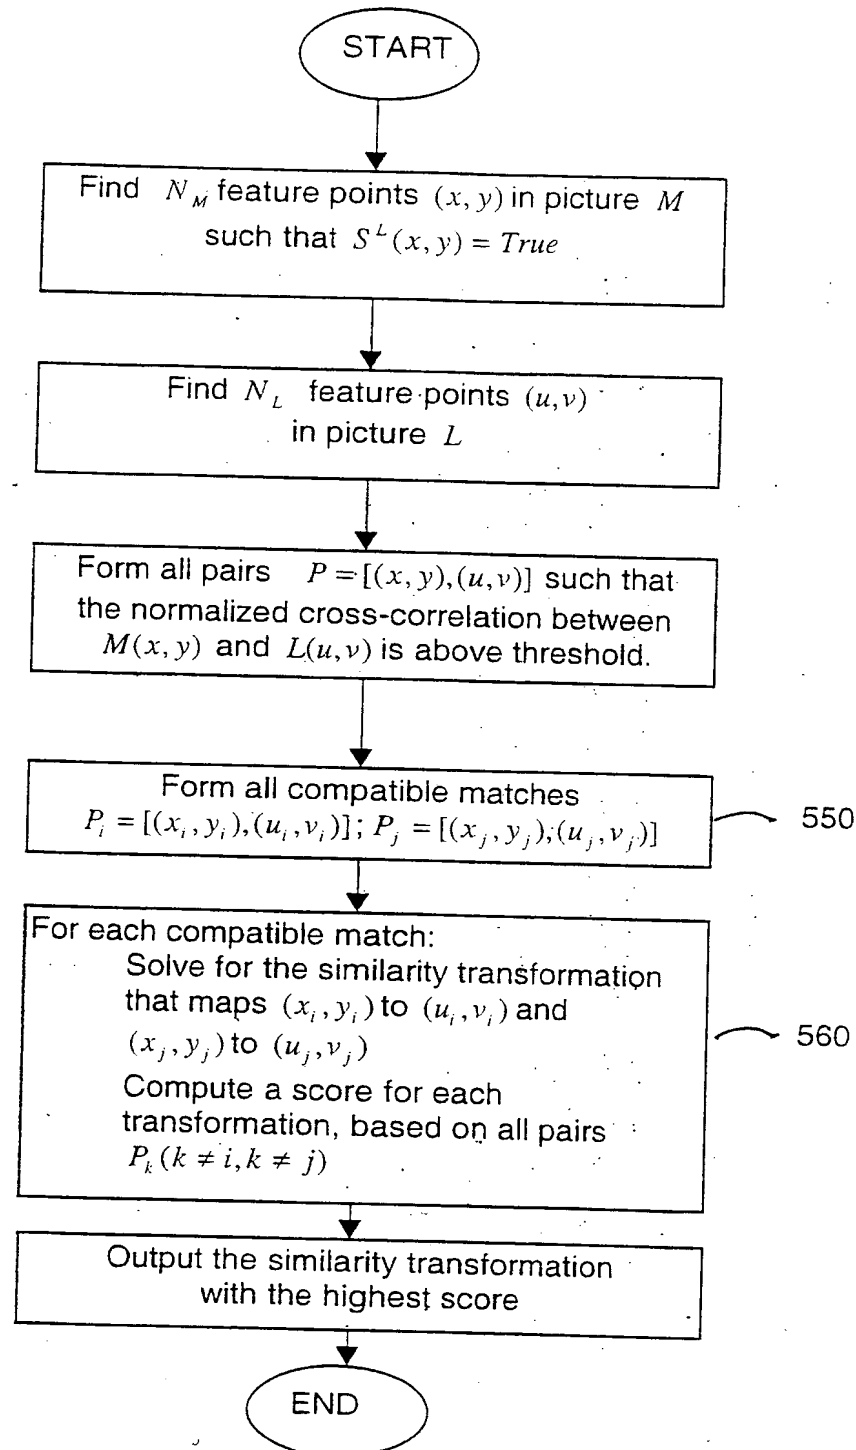 START
Find N_M feature points (x, y) in picture M
such that S^L(x, y) = True
Find N_L feature points (u,v)
in picture L
Form all pairs P = [(x, y),(u,v)] such that
the normalized cross-correlation between
M(x, y) and L(u,v) is above threshold.
Form all compatible matches
P_i = [(x_i, y_i),(u_i, v_i)]; P_j = [(x_j, y_j),(u_j, v_j)]
550
For each compatible match:
Solve for the similarity transformation
that maps (x_i, y_i) to (u_i, v_i) and
(x_j, y_j) to (u_j, v_j)
560
Compute a score for each
transformation, based on all pairs
P_k (k ≠ i, k ≠ j)
Output the similarity transformation
with the highest score
END